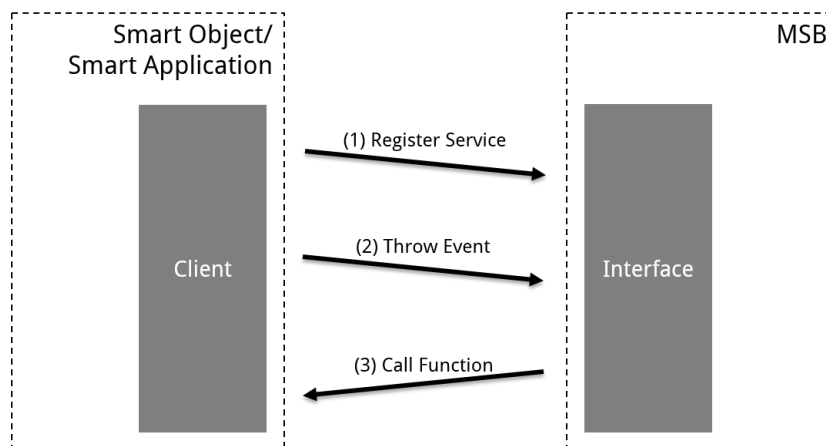 Smart Object/
Smart Application
MSB
(1) Register Service
(2) Throw Event
Client
Interface
(3) Call Function